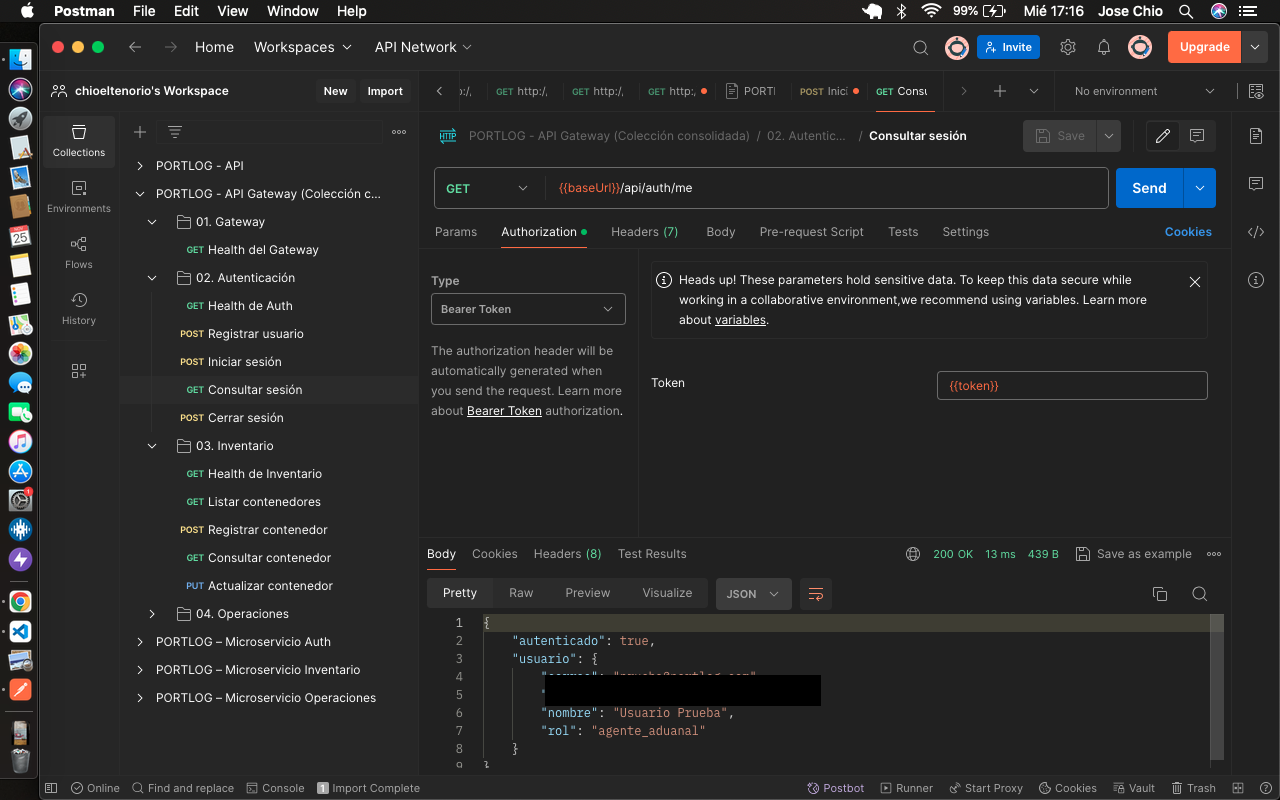 Postman File Edit View Window Help 99% Mié 17:16 Jose Chio
Home Workspaces API Network Invite Upgrade
chioeltenorio's Workspace New Import
GET http:/, GET http:/, GET http:, PORTI POST Inici GET Consu No environment
Collections
Environments
Flows
History
PORTLOG - API
PORTLOG - API Gateway (Colección c...
01. Gateway
GET Health del Gateway
02. Autenticación
GET Health de Auth
POST Registrar usuario
POST Iniciar sesión
GET Consultar sesión
POST Cerrar sesión
03. Inventario
GET Health de Inventario
GET Listar contenedores
POST Registrar contenedor
GET Consultar contenedor
PUT Actualizar contenedor
04. Operaciones
PORTLOG – Microservicio Auth
PORTLOG – Microservicio Inventario
PORTLOG – Microservicio Operaciones
HTTP PORTLOG - API Gateway (Colección consolidada) / 02. Autentic... / Consultar sesión Save
GET {{baseUrl}}/api/auth/me Send
Params Authorization Headers (7) Body Pre-request Script Tests Settings Cookies
Type
Bearer Token
The authorization header will be
automatically generated when
you send the request. Learn more
about Bearer Token authorization.
Heads up! These parameters hold sensitive data. To keep this data secure while
working in a collaborative environment,we recommend using variables. Learn more
about variables.
Token {{token}}
Body Cookies Headers (8) Test Results 200 OK 13 ms 439 B Save as example
Pretty Raw Preview Visualize JSON
1 {
2 "autenticado": true,
3 "usuario": {
4
5
6 "nombre": "Usuario Prueba",
7 "rol": "agente_aduanal"
8 }
9 }
Online Find and replace Console 1 Import Complete Postbot Runner Start Proxy Cookies Vault Trash
NOV
25
1